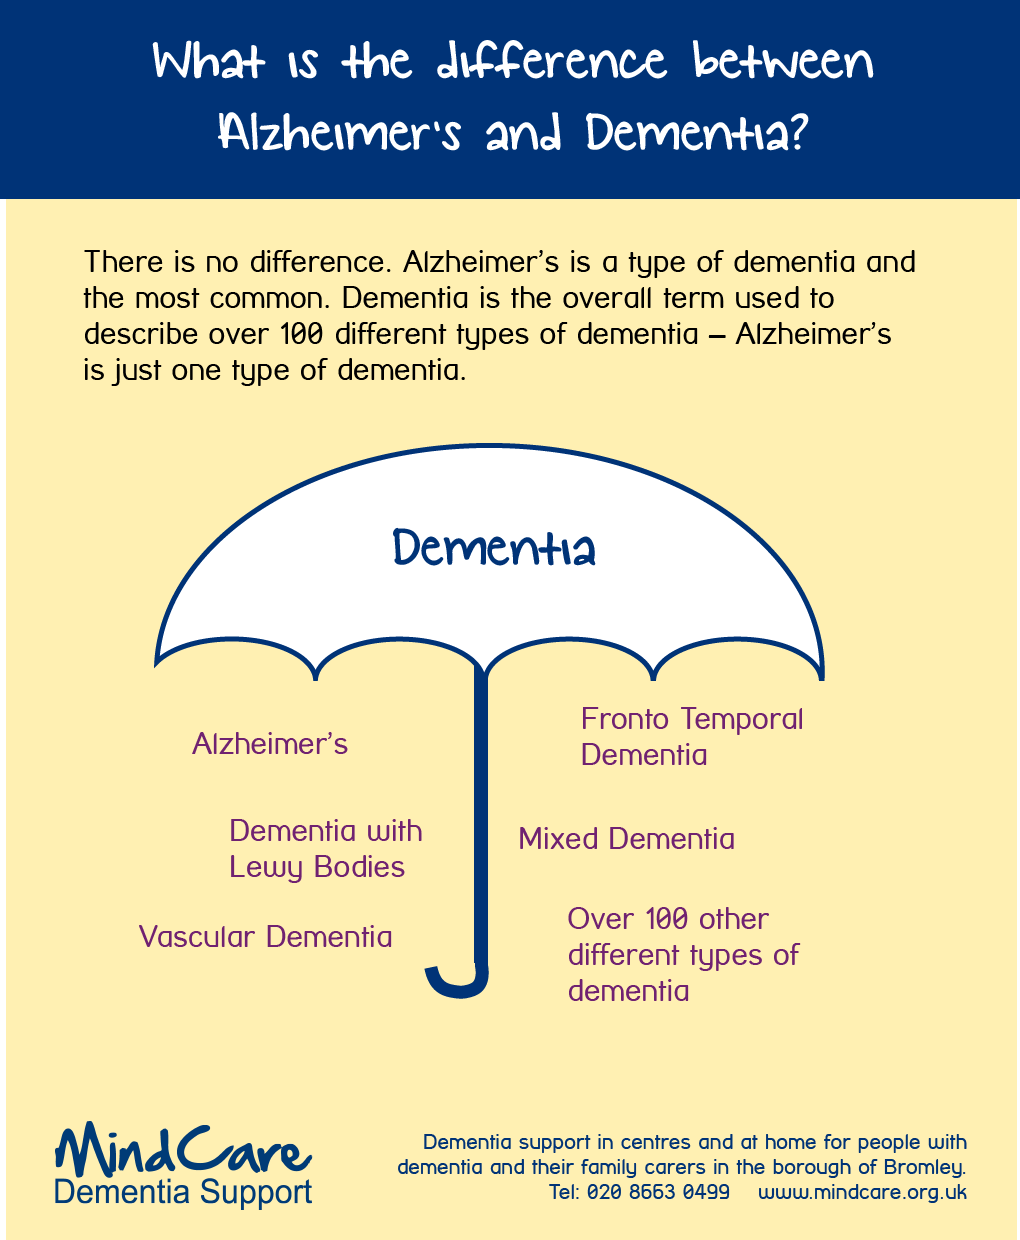 What is the difference between
Alzheimer's and Dementia?
There is no difference. Alzheimer's is a type of dementia and
the most common. Dementia is the overall term used to
describe over 100 different types of dementia – Alzheimer's
is just one type of dementia.
Dementia
Alzheimer's
Dementia with
Lewy Bodies
Vascular Dementia
Fronto Temporal
Dementia
Mixed Dementia
Over 100 other
different types of
dementia
MindCare
Dementia Support
Dementia support in centres and at home for people with
dementia and their family carers in the borough of Bromley.
Tel: 020 8663 0499 www.mindcare.org.uk